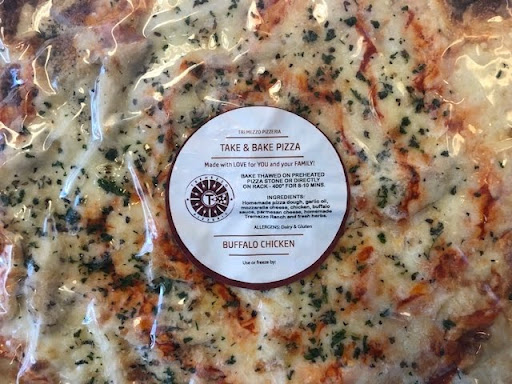 TREMEZZO PIZZERIA
TAKE & BAKE PIZZA
Made with LOVE for YOU and your FAMILY!
BAKE THAWED ON PREHEATED
PIZZA STONE OR DIRECTLY
ON RACK - 400° FOR 8-10 MINS.
INGREDIENTS:
Homemade pizza dough, garlic oil,
mozzarella cheese, chicken, buffalo
sauce, parmesan cheese, homemade
Tremezzo Ranch and fresh herbs.
ALLERGENS: Dairy & Gluten
BUFFALO CHICKEN
Use or freeze by: